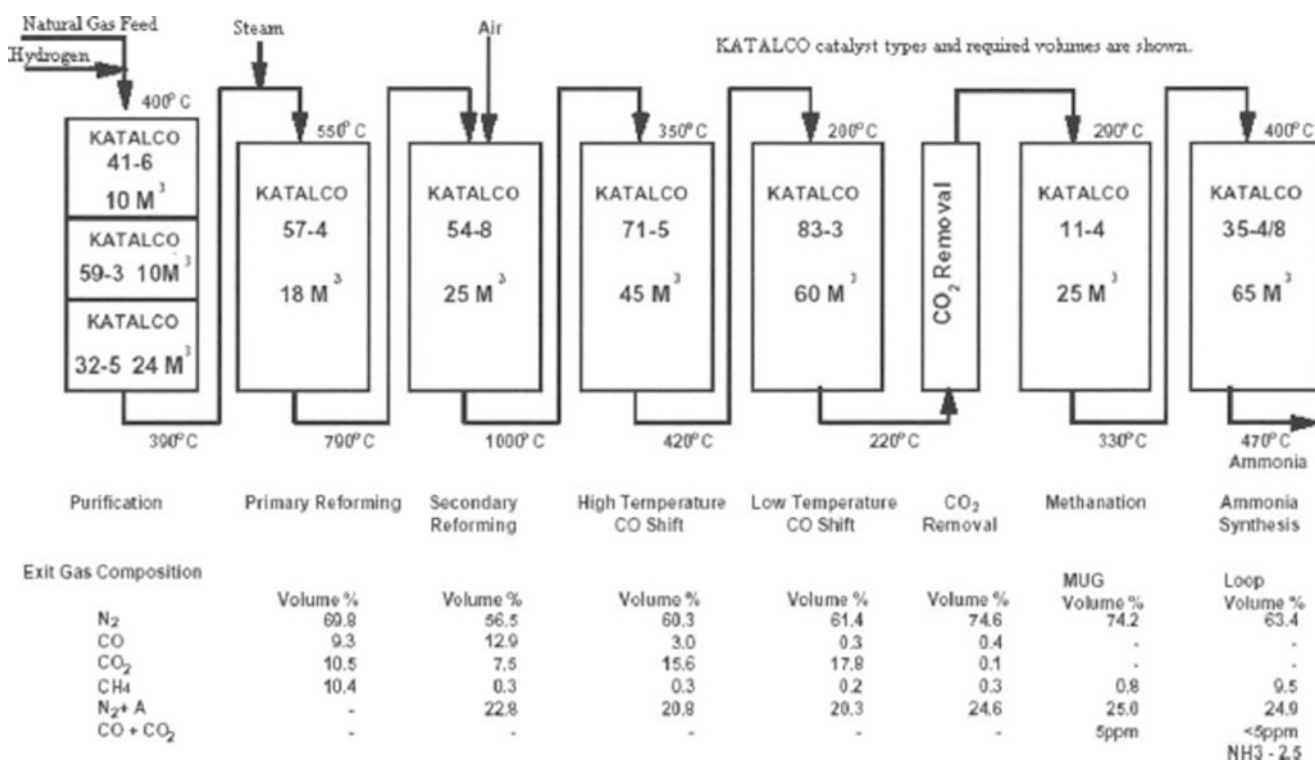 Natural Gas Feed
Hydrogen
Steam
Air
KATALCO catalyst types and required volumes are shown.
400°C
550°C
350°C
200°C
290°C
400°C
KATALCO
41-6
10 M³
KATALCO
59-3 10M³
KATALCO
32-5 24 M³
KATALCO
57-4
18 M³
KATALCO
54-8
25 M³
KATALCO
71-5
45 M³
KATALCO
83-3
60 M³
CO₂ Removal
KATALCO
11-4
25 M³
KATALCO
35-4/8
65 M³
390°C
790°C
1000°C
420°C
220°C
330°C
470°C
Ammonia
Purification
Primary Reforming
Secondary
Reforming
High Temperature
CO Shift
Low Temperature
CO Shift
CO₂
Removal
Methanation
Ammonia
Synthesis
Exit Gas Composition
MUG
Loop
Volume % Volume % Volume % Volume % Volume % Volume % Volume %
N₂ 69.8 56.5 60.3 61.4 74.6 74.2 63.4
CO 9.3 12.9 3.0 0.3 0.4 - -
CO₂ 10.5 7.5 15.6 17.8 0.1 - -
CH₄ 10.4 0.3 0.3 0.2 0.3 0.8 9.5
N₂+ A - 22.8 20.8 20.3 24.6 25.0 24.9
CO + CO₂ - - - - - 5ppm <5ppm
NH3 - 2.5